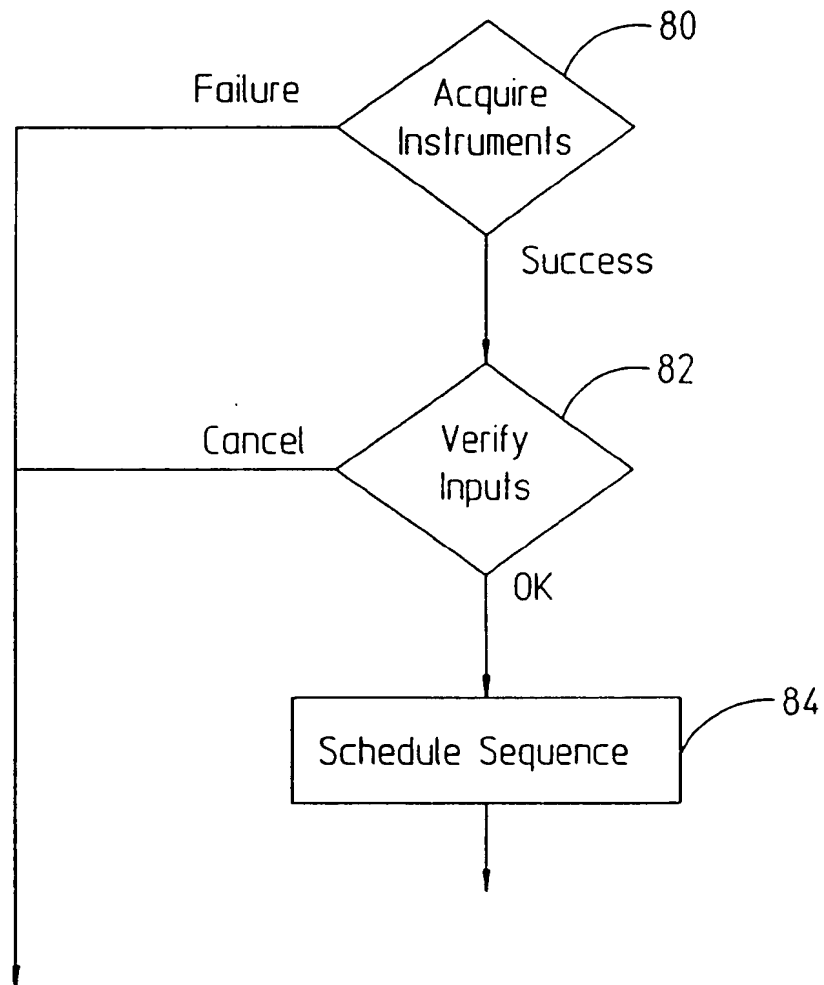 80
Failure
Acquire
Instruments
Success
82
Cancel
Verify
Inputs
OK
84
Schedule Sequence